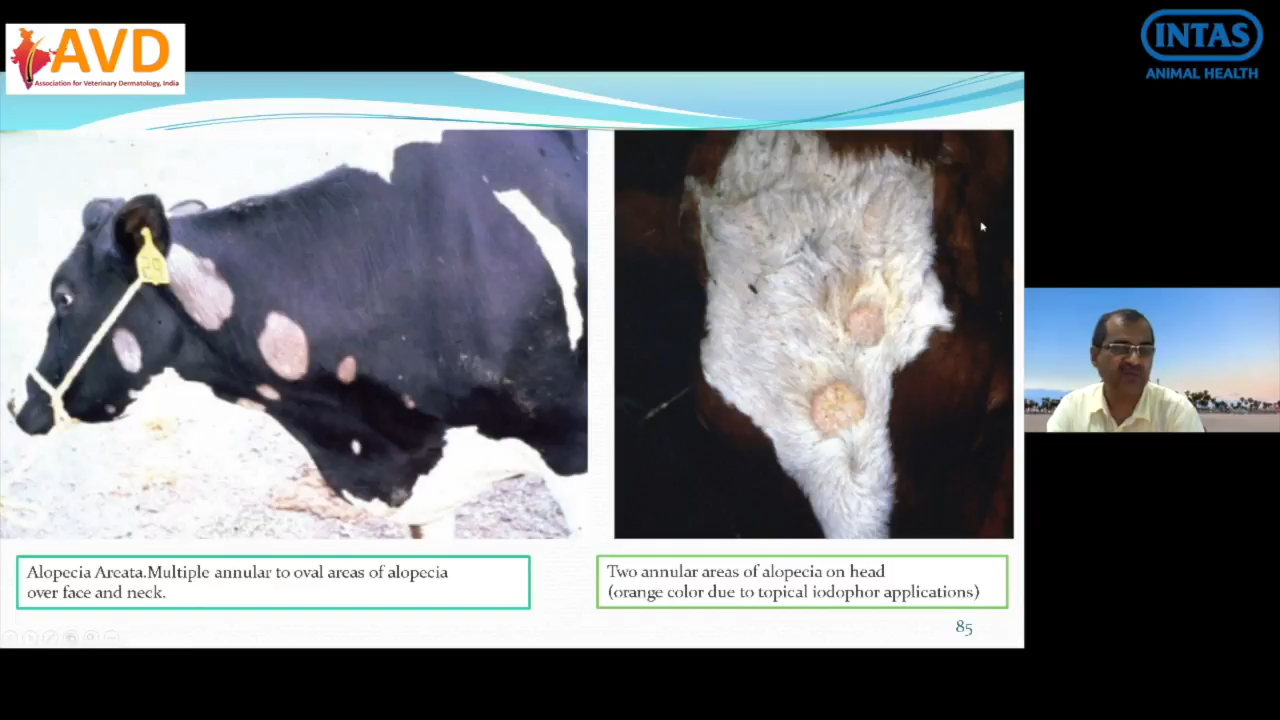 AVD
Association for Veterinary Dermatology, India
INTAS
ANIMAL HEALTH
29
Alopecia Areata.Multiple annular to oval areas of alopecia
over face and neck.
Two annular areas of alopecia on head
(orange color due to topical iodophor applications)
85